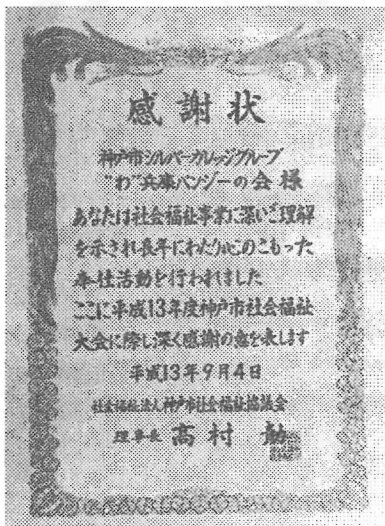 感謝状
神戸市シルバーカレッジグループ
"わ"兵庫パンジーの会 様
あなたは社会福祉事業に深いご理解
を示され長年にわたり心のこもった
奉仕活動を行われました
ここに平成13年度神戸市社会福祉
大会に際し深く感謝の意を表します
平成13年9月4日
社会福祉法人神戸市社会福祉協議会
理事長 髙村 勣